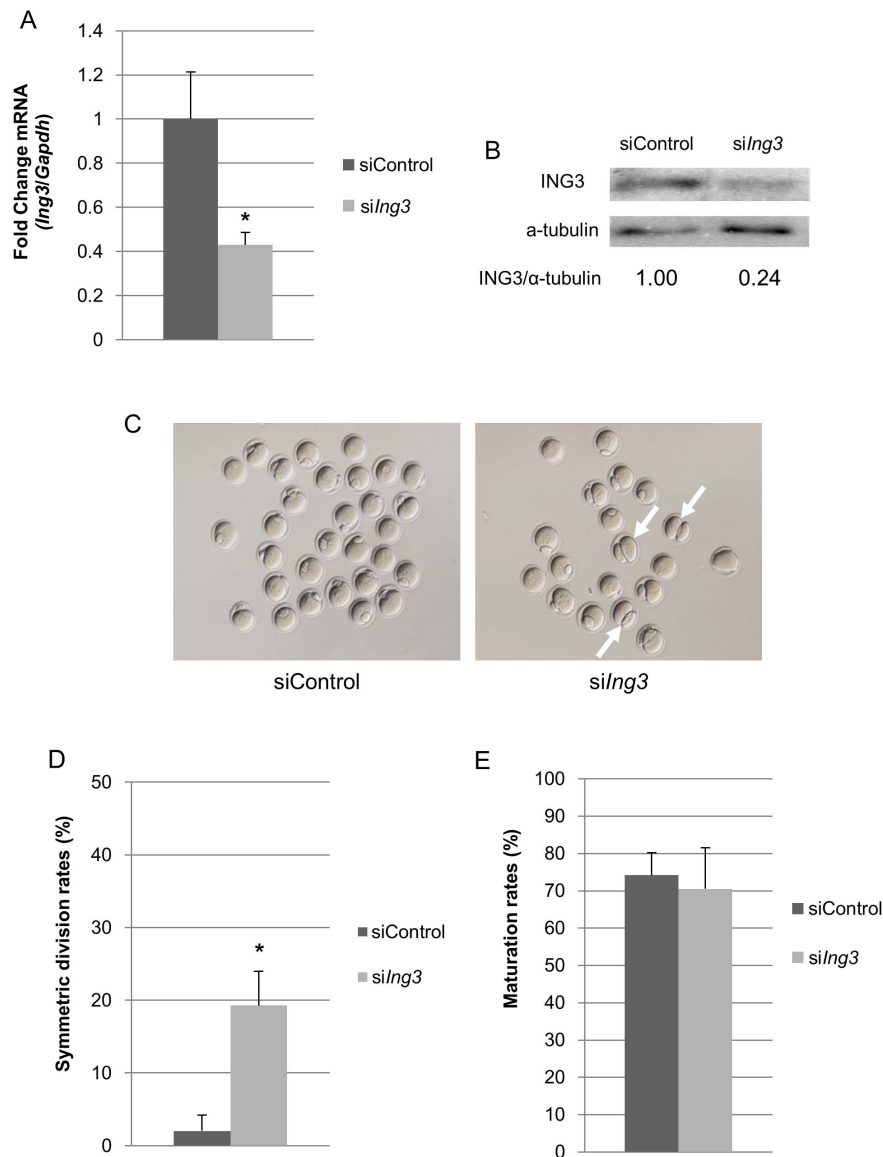 A
Fold Change mRNA
(Ing3/Gapdh)
1.4
1.2
1
0.8
0.6
0.4
0.2
0
*
siControl
siIng3
B
siControl
siIng3
ING3
a-tubulin
ING3/α-tubulin
1.00
0.24
C
siControl
siIng3
D
Symmetric division rates (%)
50
40
30
20
10
0
*
siControl
siIng3
E
Maturation rates (%)
100
90
80
70
60
50
40
30
20
10
0
siControl
siIng3